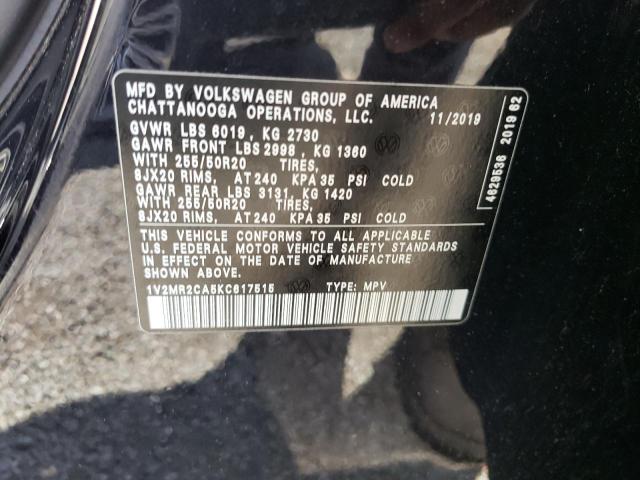 MFD BY VOLKSWAGEN GROUP OF AMERICA
CHATTANOOGA OPERATIONS, LLC. 11/2019
GVWR LBS 6019, KG 2730
GAWR FRONT LBS 2998, KG 1360
WITH 255/50R20 TIRES,
8JX20 RIMS, AT 240 KPA 35 PSI COLD
GAWR REAR LBS 3131, KG 1420
WITH 255/50R20 TIRES,
8JX20 RIMS, AT 240 KPA 35 PSI COLD
THIS VEHICLE CONFORMS TO ALL APPLICABLE
U.S. FEDERAL MOTOR VEHICLE SAFETY STANDARDS
IN EFFECT ON THE DATE OF MANUFACTURE
SHOWN ABOVE.
1V2MR2CA5KC617515 TYPE: MPV
4629536 2019 62